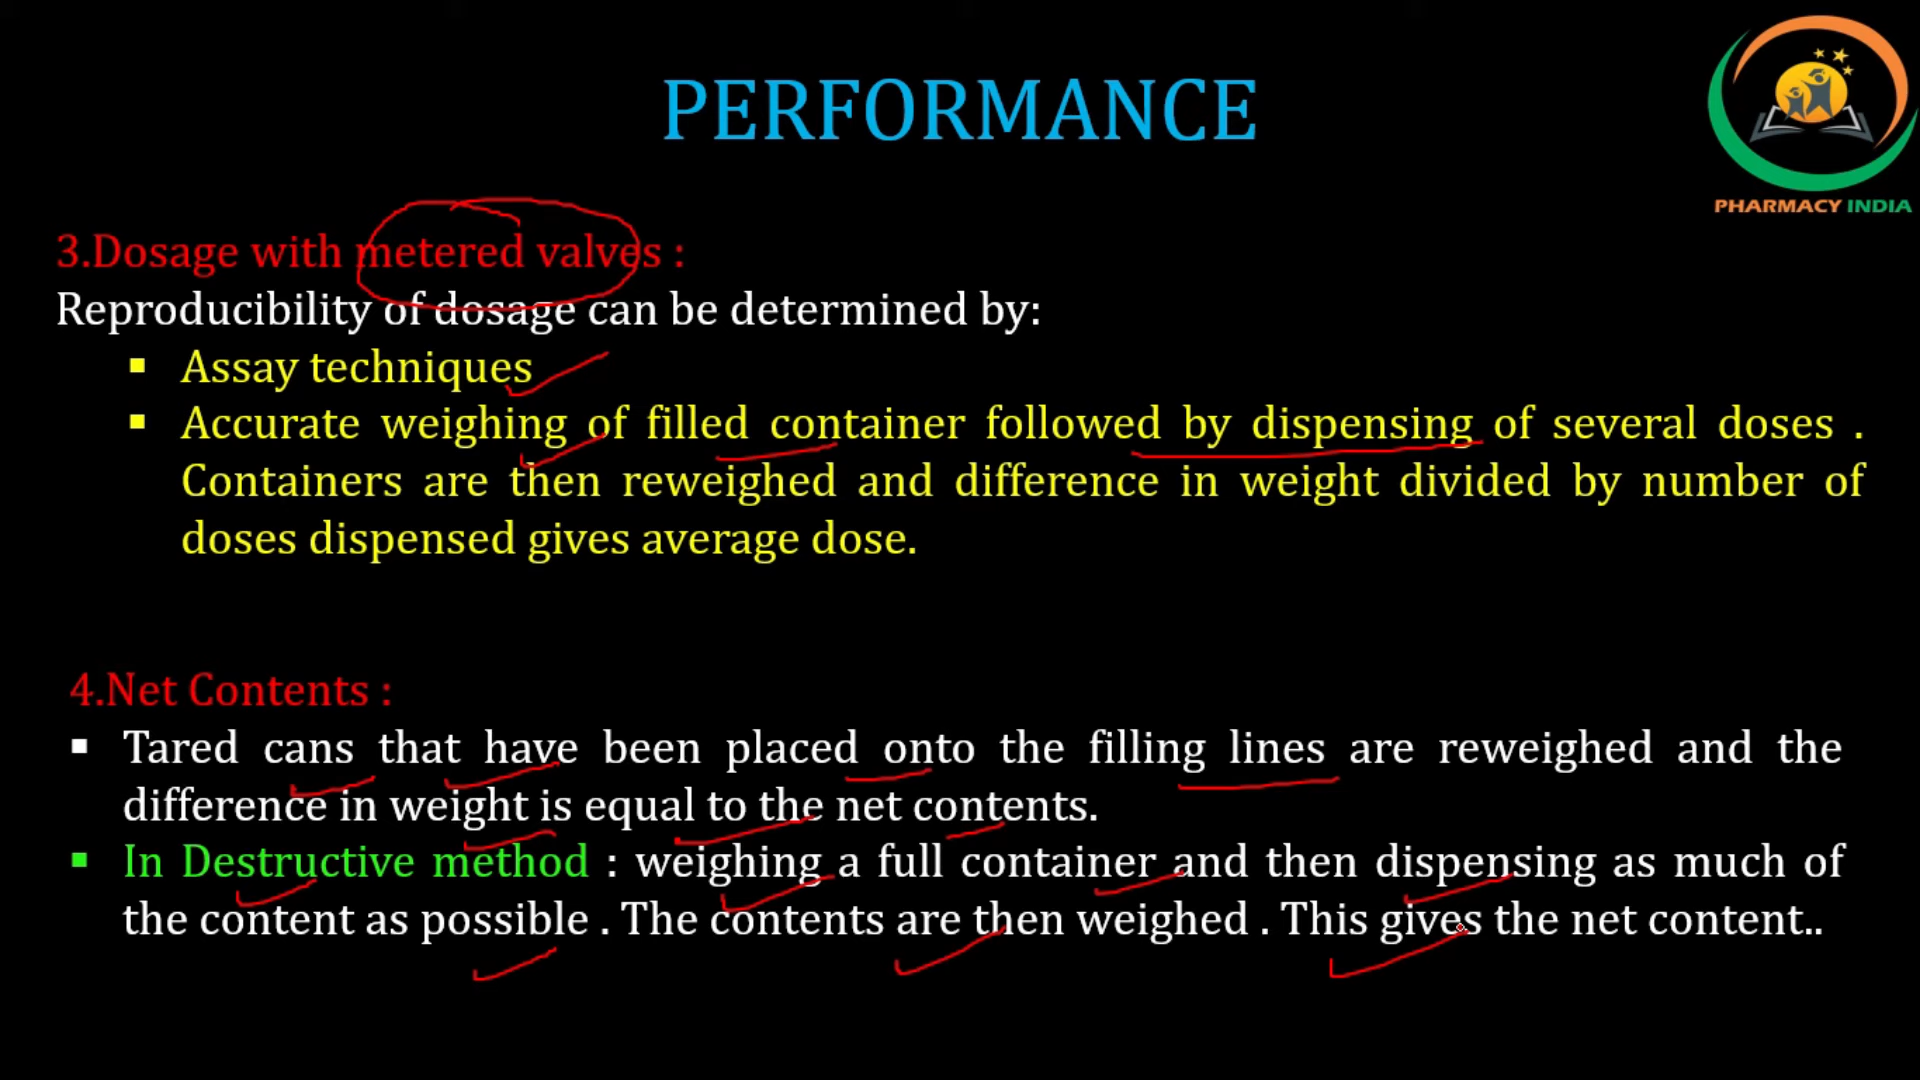 PERFORMANCE
PHARMACY INDIA
3.Dosage with metered valves :
Reproducibility of dosage can be determined by:
▪ Assay techniques
▪ Accurate weighing of filled container followed by dispensing of several doses .
Containers are then reweighed and difference in weight divided by number of
doses dispensed gives average dose.
4.Net Contents :
▪ Tared cans that have been placed onto the filling lines are reweighed and the
difference in weight is equal to the net contents.
▪ In Destructive method : weighing a full container and then dispensing as much of
the content as possible . The contents are then weighed . This gives the net content..